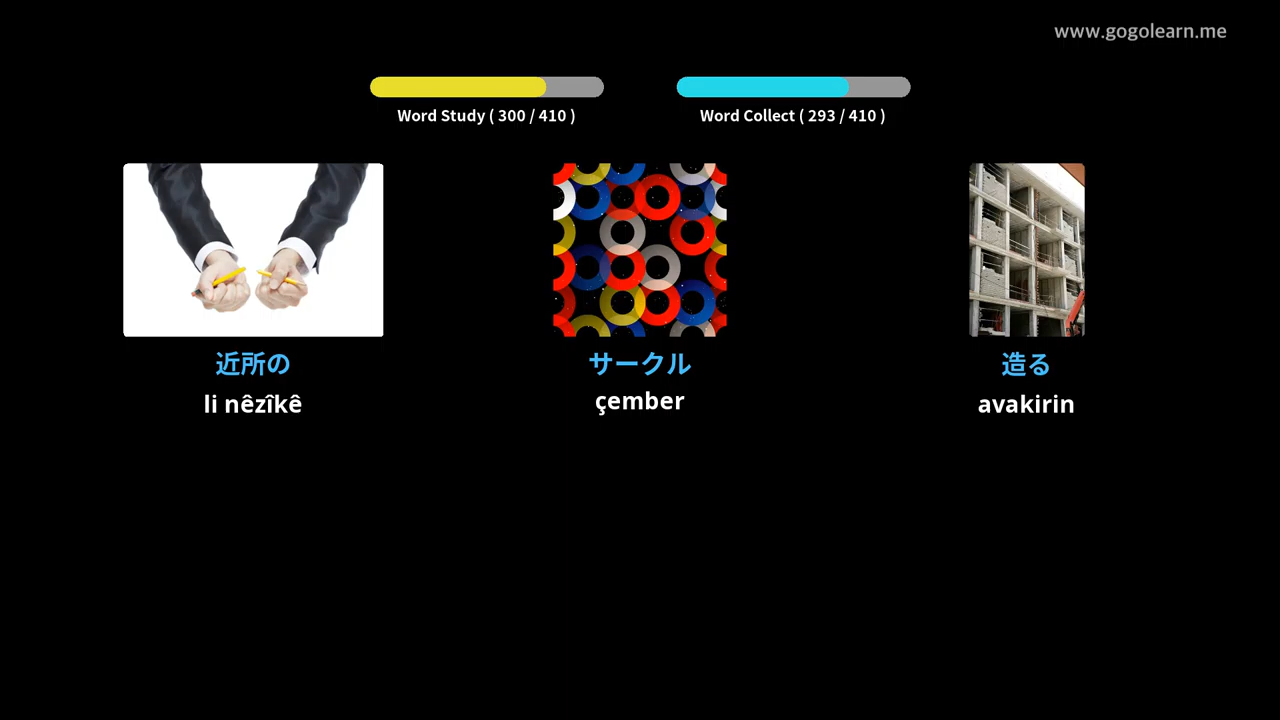 www.gogolearn.me
Word Study ( 300 / 410 )
Word Collect ( 293 / 410 )
近所の
サークル
造る
li nêzîkê
çember
avakirin